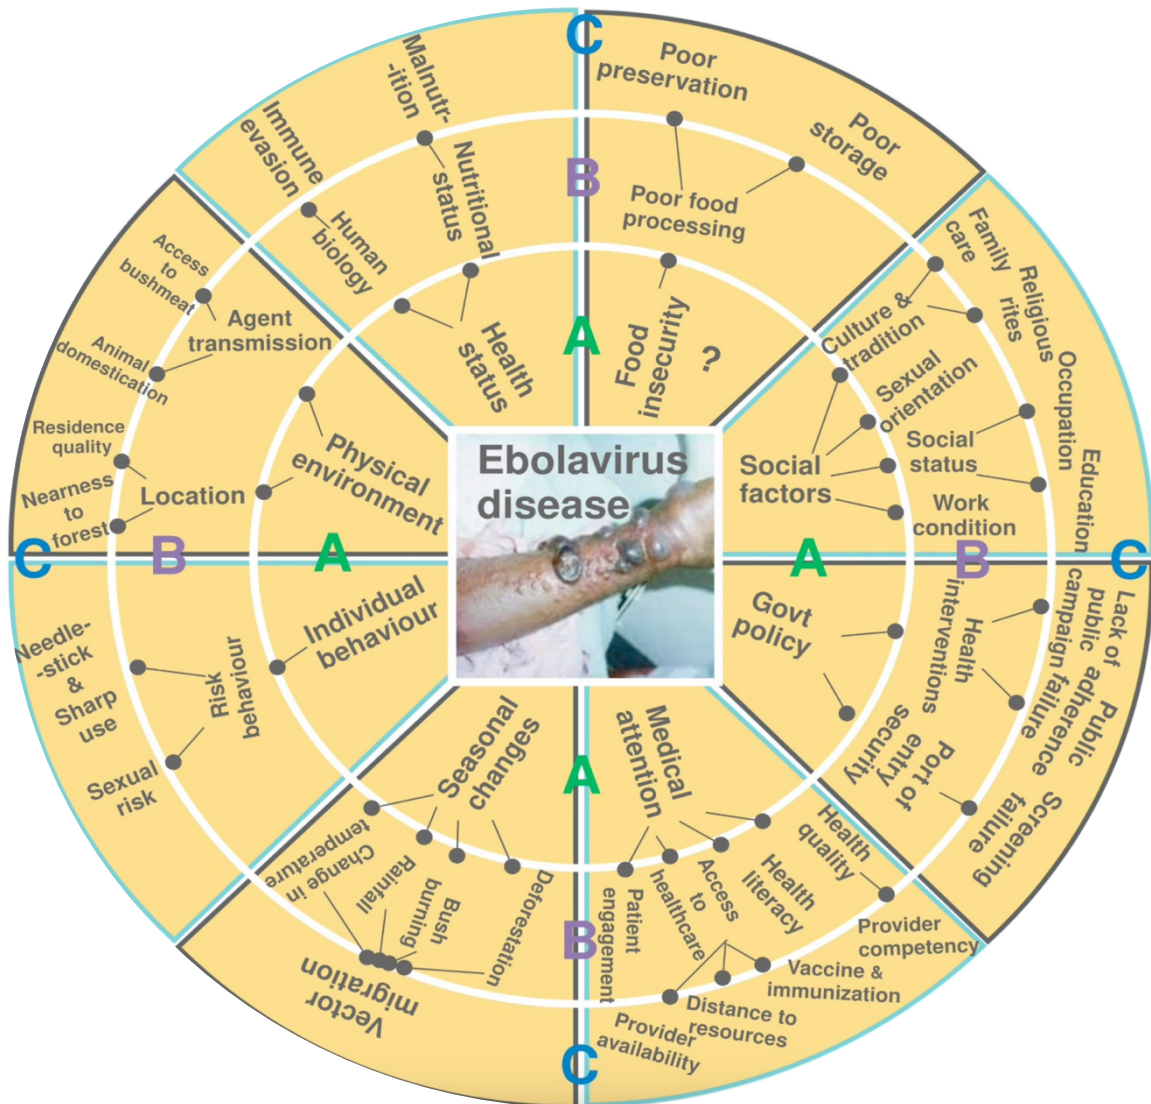 Ebolavirus
disease
A
B
C
Food
insecurity
?
Poor food
processing
Poor
preservation
Poor
storage
Social
factors
Culture &
tradition
Sexual
orientation
Social
status
Work
condition
Family
care
Religious
rites
Occupation
Education
A
B
C
Govt
policy
Health
interventions
Port of
entry
security
Lack of
public
campaign failure
Public
adherence
Screening
failure
Medical
attention
Health
quality
Health
literacy
Access
to
healthcare
Patient
engagement
Provider
competency
Vaccine &
immunization
Distance to
resources
Provider
availability
A
B
C
Seasonal
changes
Change in
temperature
Rainfall
Bush
burning
Deforestation
Vector
migration
Individual
behaviour
Risk
behaviour
Needle-
-stick
&
Sharp
use
Sexual
risk
A
B
C
Physical
environment
Location
Agent
transmission
Nearness
to
forest
Residence
quality
Animal
domestication
Access
to
bushmeat
Health
status
Human
biology
Nutritional
status
Immune
evasion
Malnutr-
-ition